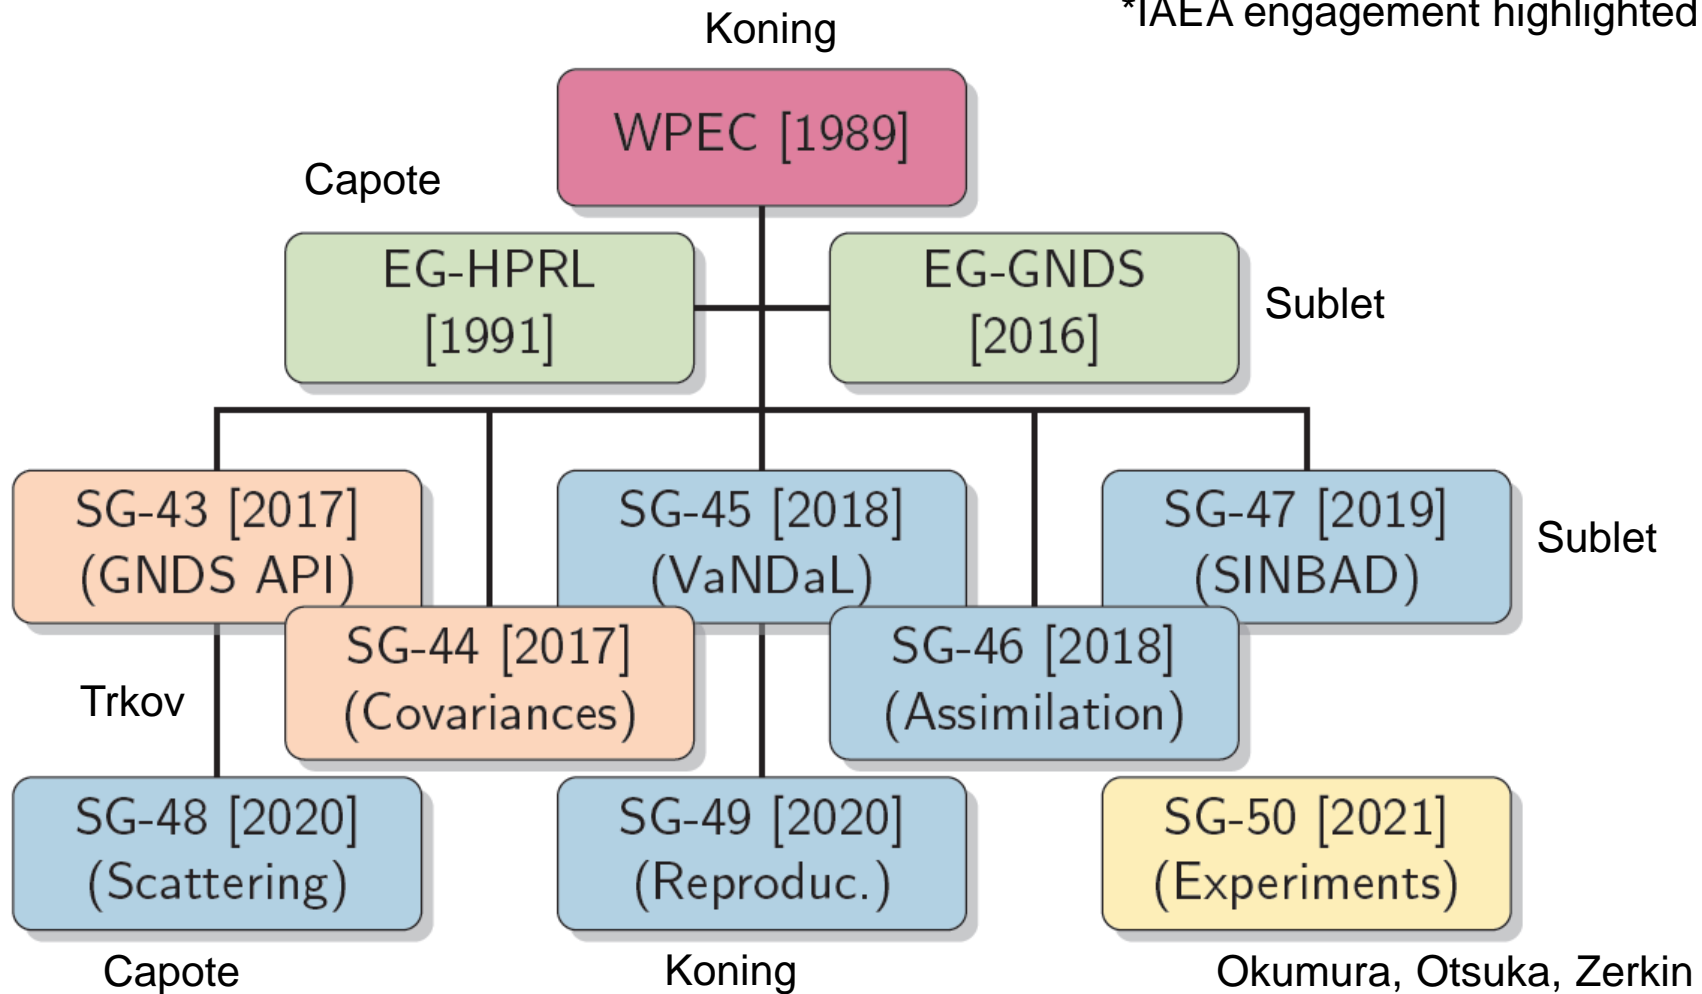 *IAEA engagement highlighted
Koning
WPEC [1989]
Capote
EG-HPRL
[1991]
EG-GNDS
[2016]
Sublet
SG-43 [2017]
(GNDS API)
SG-45 [2018]
(VaNDaL)
SG-47 [2019]
(SINBAD)
Sublet
SG-44 [2017]
(Covariances)
SG-46 [2018]
(Assimilation)
Trkov
SG-48 [2020]
(Scattering)
SG-49 [2020]
(Reproduc.)
SG-50 [2021]
(Experiments)
Capote
Koning
Okumura, Otsuka, Zerkin